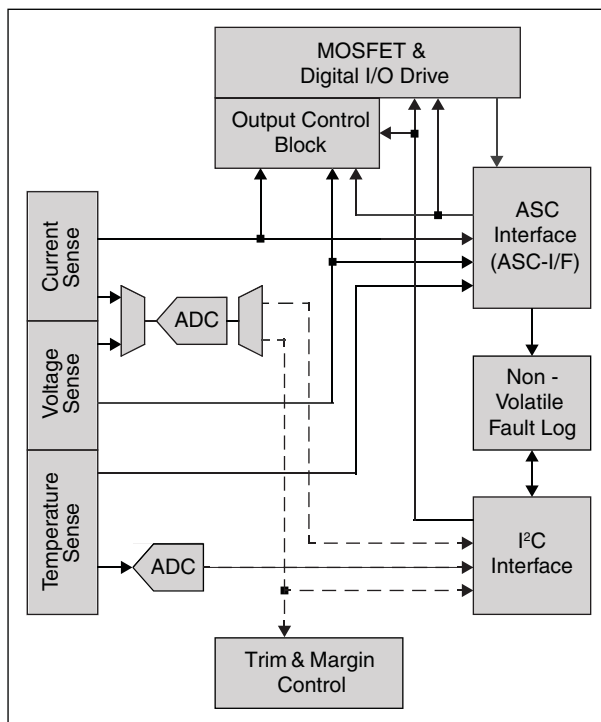 MOSFET &
Digital I/O Drive
Output Control
Block
ASC
Interface
(ASC-I/F)
Current
Sense
ADC
Voltage
Sense
Non -
Volatile
Fault Log
Temperature
Sense
ADC
I²C
Interface
Trim & Margin
Control